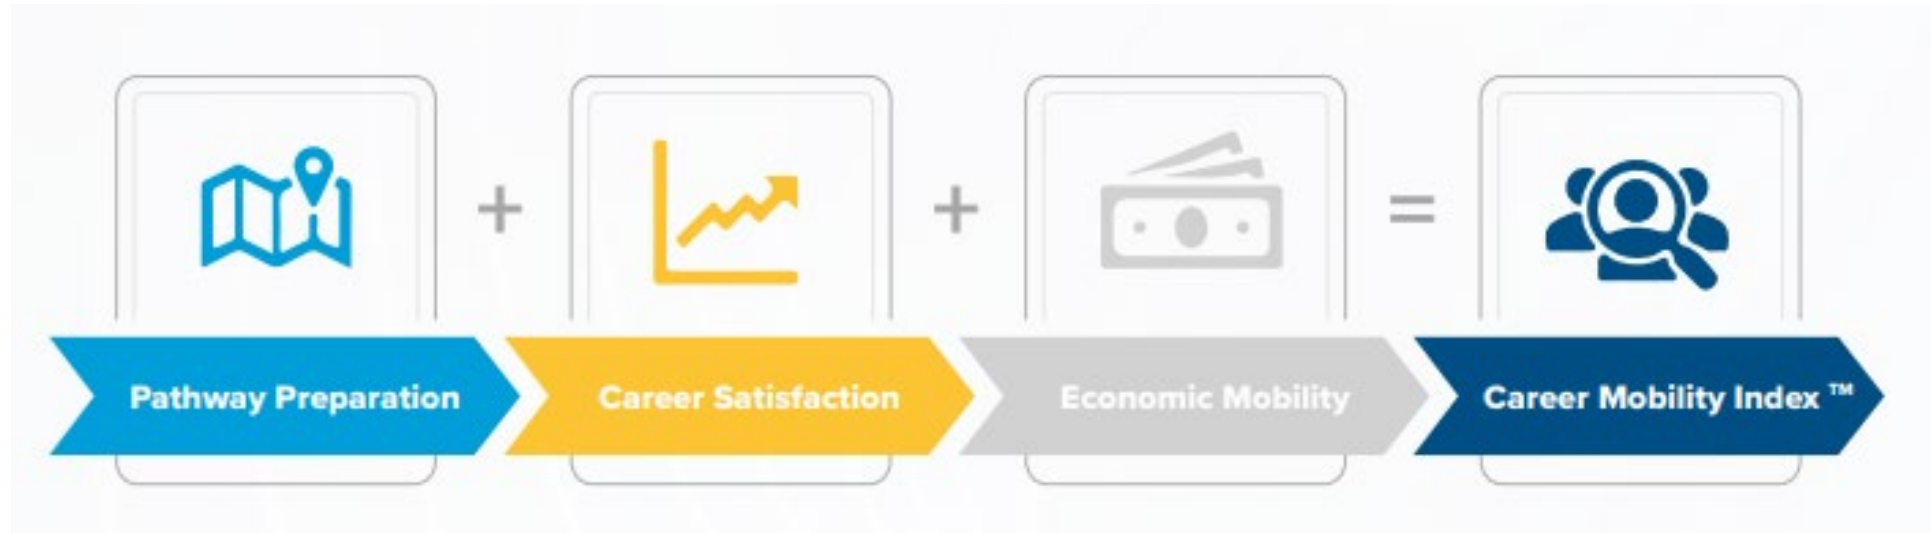 + + =
Pathway Preparation Career Satisfaction Economic Mobility Career Mobility Index ™